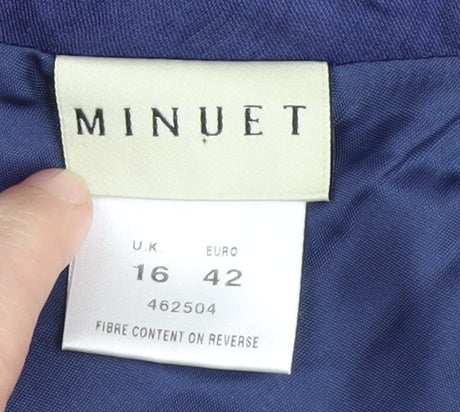 MINUET
U.K. EURO
16 42
462504
FIBRE CONTENT ON REVERSE